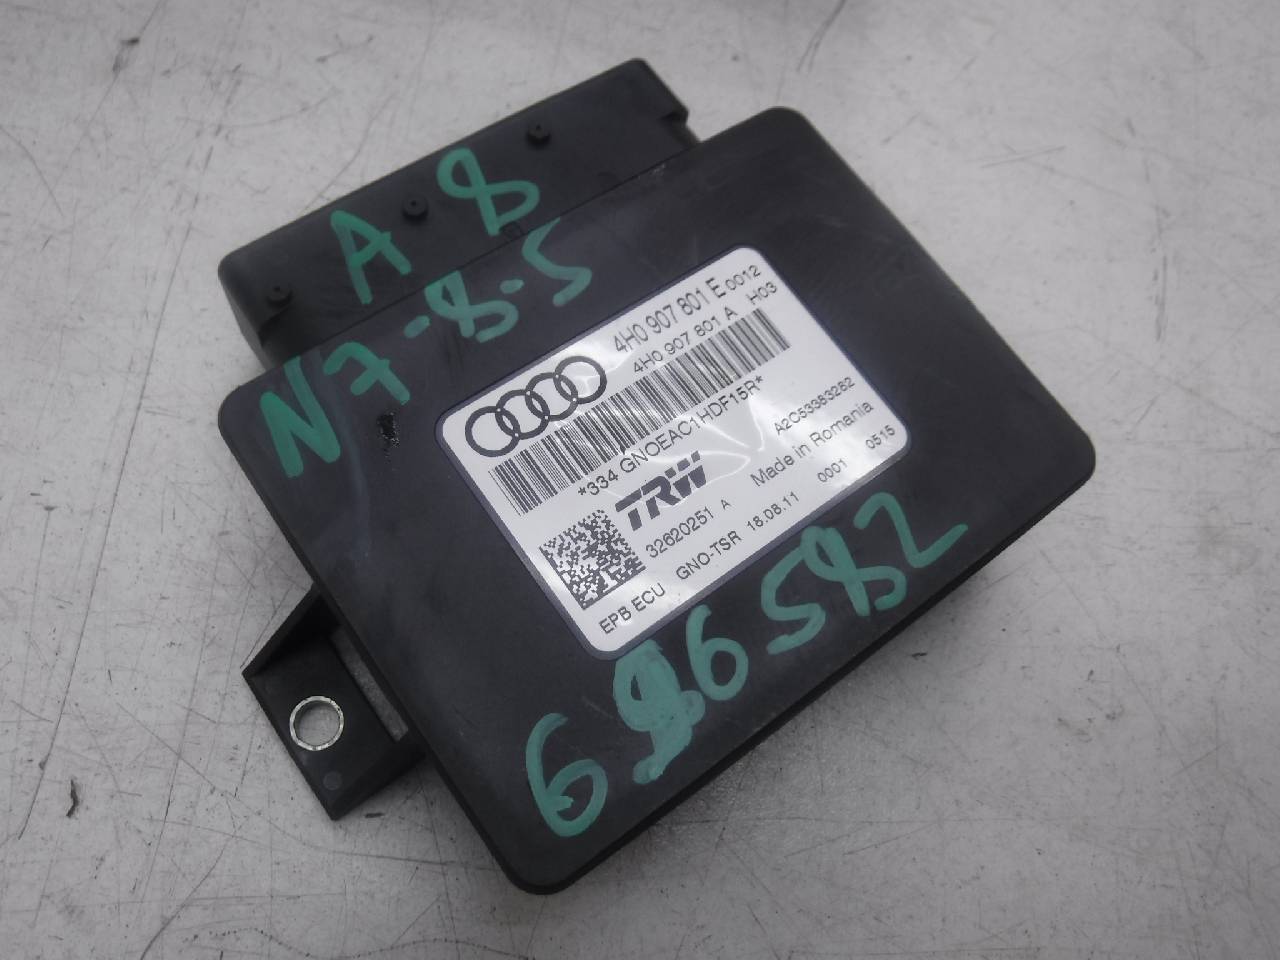 A8
N7-8-5
4H0 907 801 E 0012
4H0 907 801 A H03
*334 GNOEAC1HDF15R*
TRW
A2C53383282
32620251 A Made in Romania
EPB ECU GNO-TSR 18.08.11 0001 0515